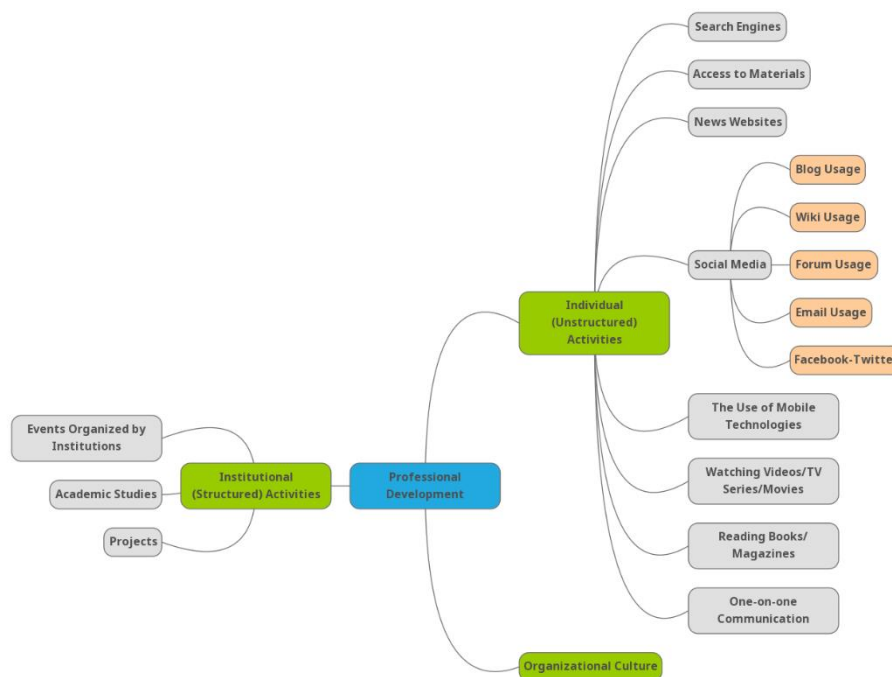 Search Engines
Access to Materials
News Websites
Blog Usage
Wiki Usage
Social Media
Forum Usage
Email Usage
Facebook-Twitte
Individual
(Unstructured)
Activities
The Use of Mobile
Technologies
Watching Videos/TV
Series/Movies
Reading Books/
Magazines
One-on-one
Communication
Events Organized by
Institutions
Academic Studies
Projects
Institutional
(Structured) Activities
Professional
Development
Organizational Culture